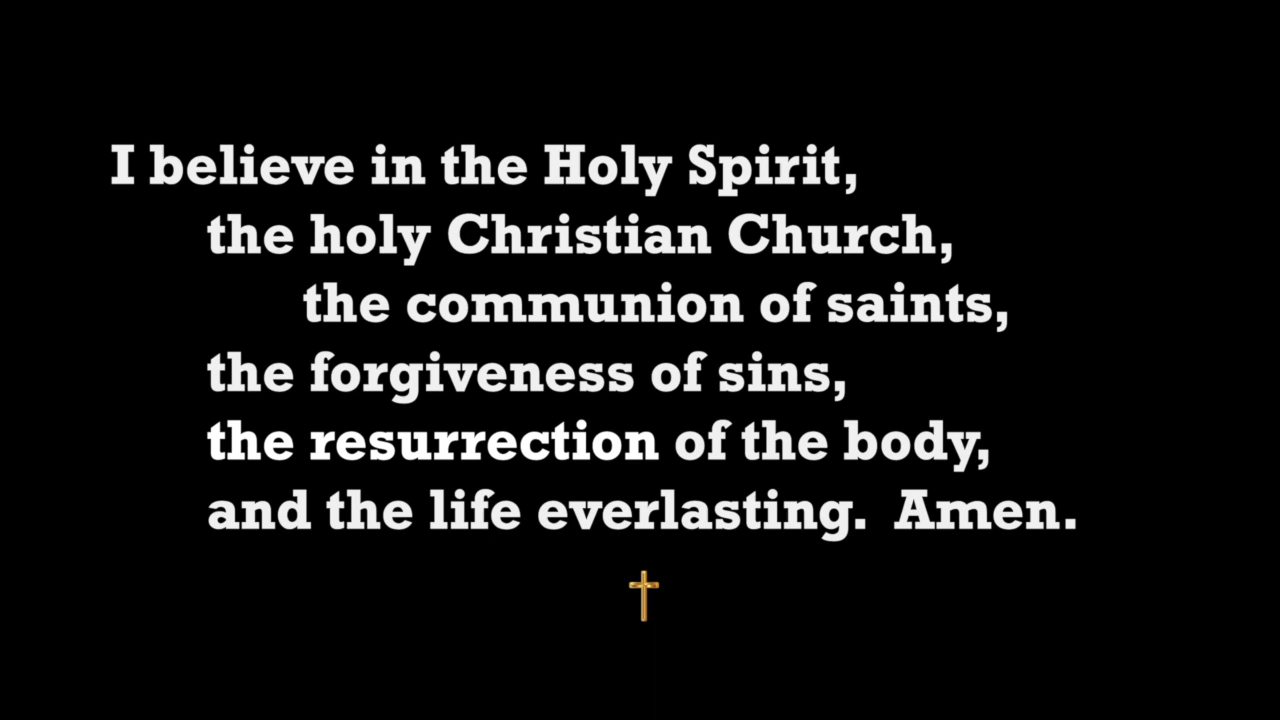 I believe in the Holy Spirit,
the holy Christian Church,
the communion of saints,
the forgiveness of sins,
the resurrection of the body,
and the life everlasting.  Amen.